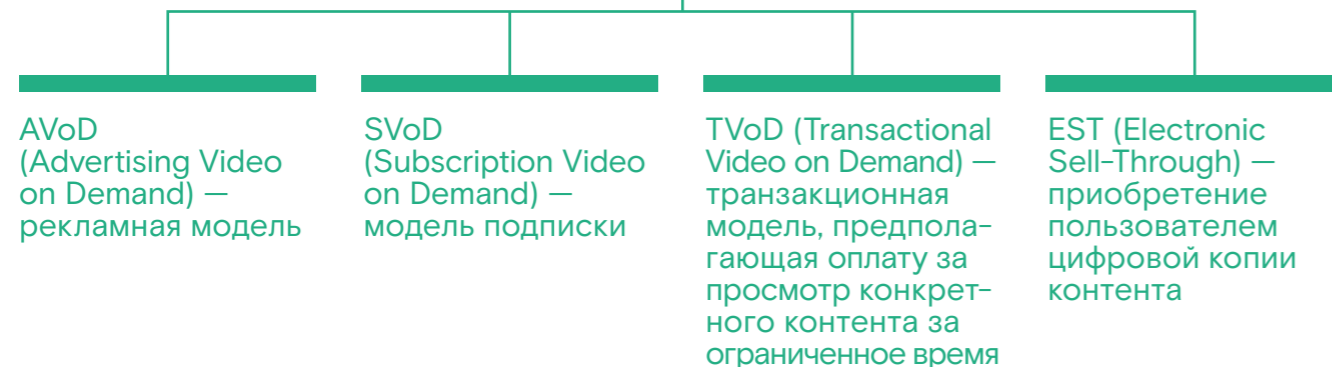 AVoD
(Advertising Video
on Demand) —
рекламная модель
SVoD
(Subscription Video
on Demand) —
модель подписки
TVoD (Transactional
Video on Demand) —
транзакционная
модель, предпола-
гающая оплату за
просмотр конкрет-
ного контента за
ограниченное время
EST (Electronic
Sell-Through) —
приобретение
пользователем
цифровой копии
контента